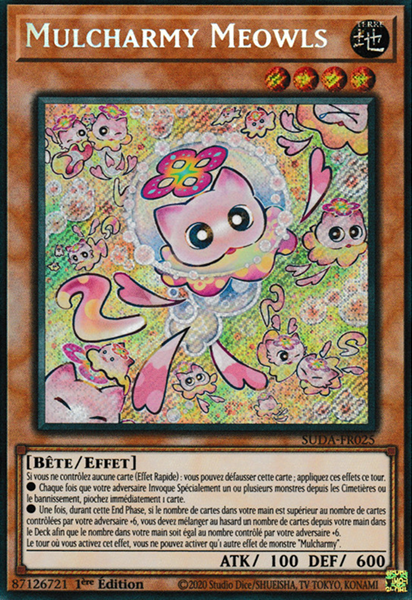 MULCHARMY MEOWLS
TERRE
地
SUDA-FR025
[BÊTE/EFFET]
Si vous ne contrôlez aucune carte (Effet Rapide) : vous pouvez défausser cette carte ; appliquez ces effets ce tour.
● Chaque fois que votre adversaire Invoque Spécialement un ou plusieurs monstres depuis les Cimetières ou
le bannissement, piochez immédiatement 1 carte.
● Une fois, durant cette End Phase, si le nombre de cartes dans votre main est supérieur au nombre de cartes
contrôlées par votre adversaire +6, vous devez mélanger au hasard un nombre de cartes depuis votre main dans
le Deck afin que le nombre dans votre main soit égal au nombre contrôlé par votre adversaire +6.
Le tour où vous activez cet effet, vous ne pouvez activer qu'1 autre effet de monstre "Mulcharmy".
ATK/ 100 DEF/ 600
87126721 1ère Édition ©2020 Studio Dice/SHUEISHA, TV TOKYO, KONAMI